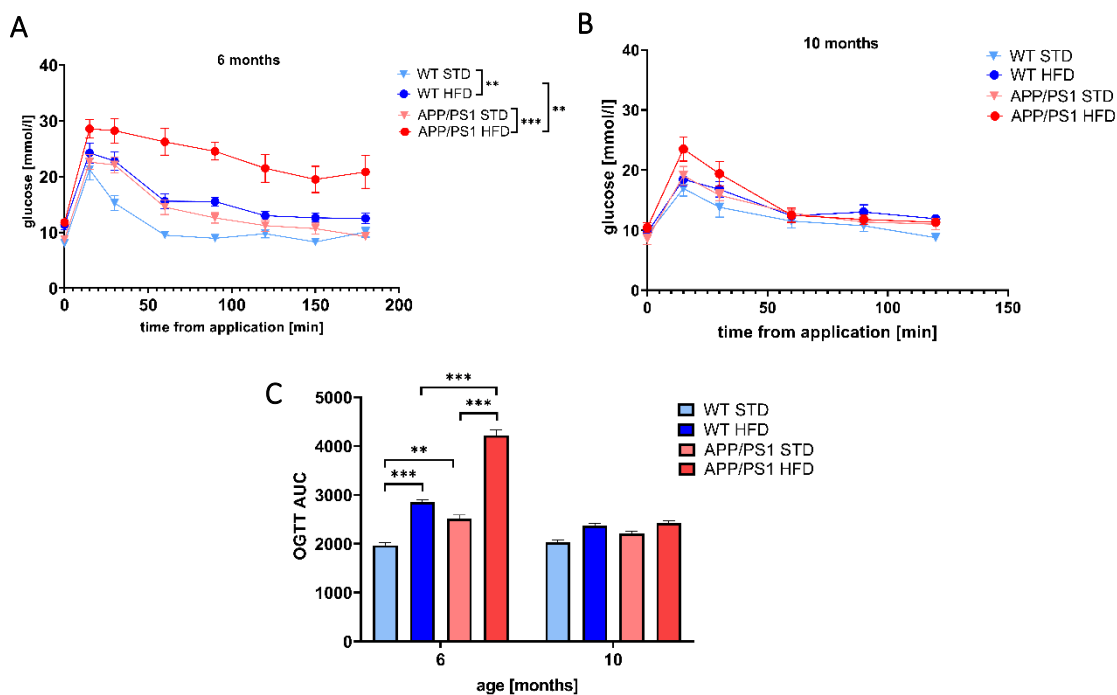 A
6 months
glucose [mmol/l]
40
30
20
10
0
0
50
100
150
200
time from application [min]
WT STD
WT HFD
APP/PS1 STD
APP/PS1 HFD
**
***
**
B
10 months
glucose [mmol/l]
40
30
20
10
0
0
50
100
150
time from application [min]
WT STD
WT HFD
APP/PS1 STD
APP/PS1 HFD
C
OGTT AUC
5000
4000
3000
2000
1000
0
***
***
**
***
6
10
age [months]
WT STD
WT HFD
APP/PS1 STD
APP/PS1 HFD